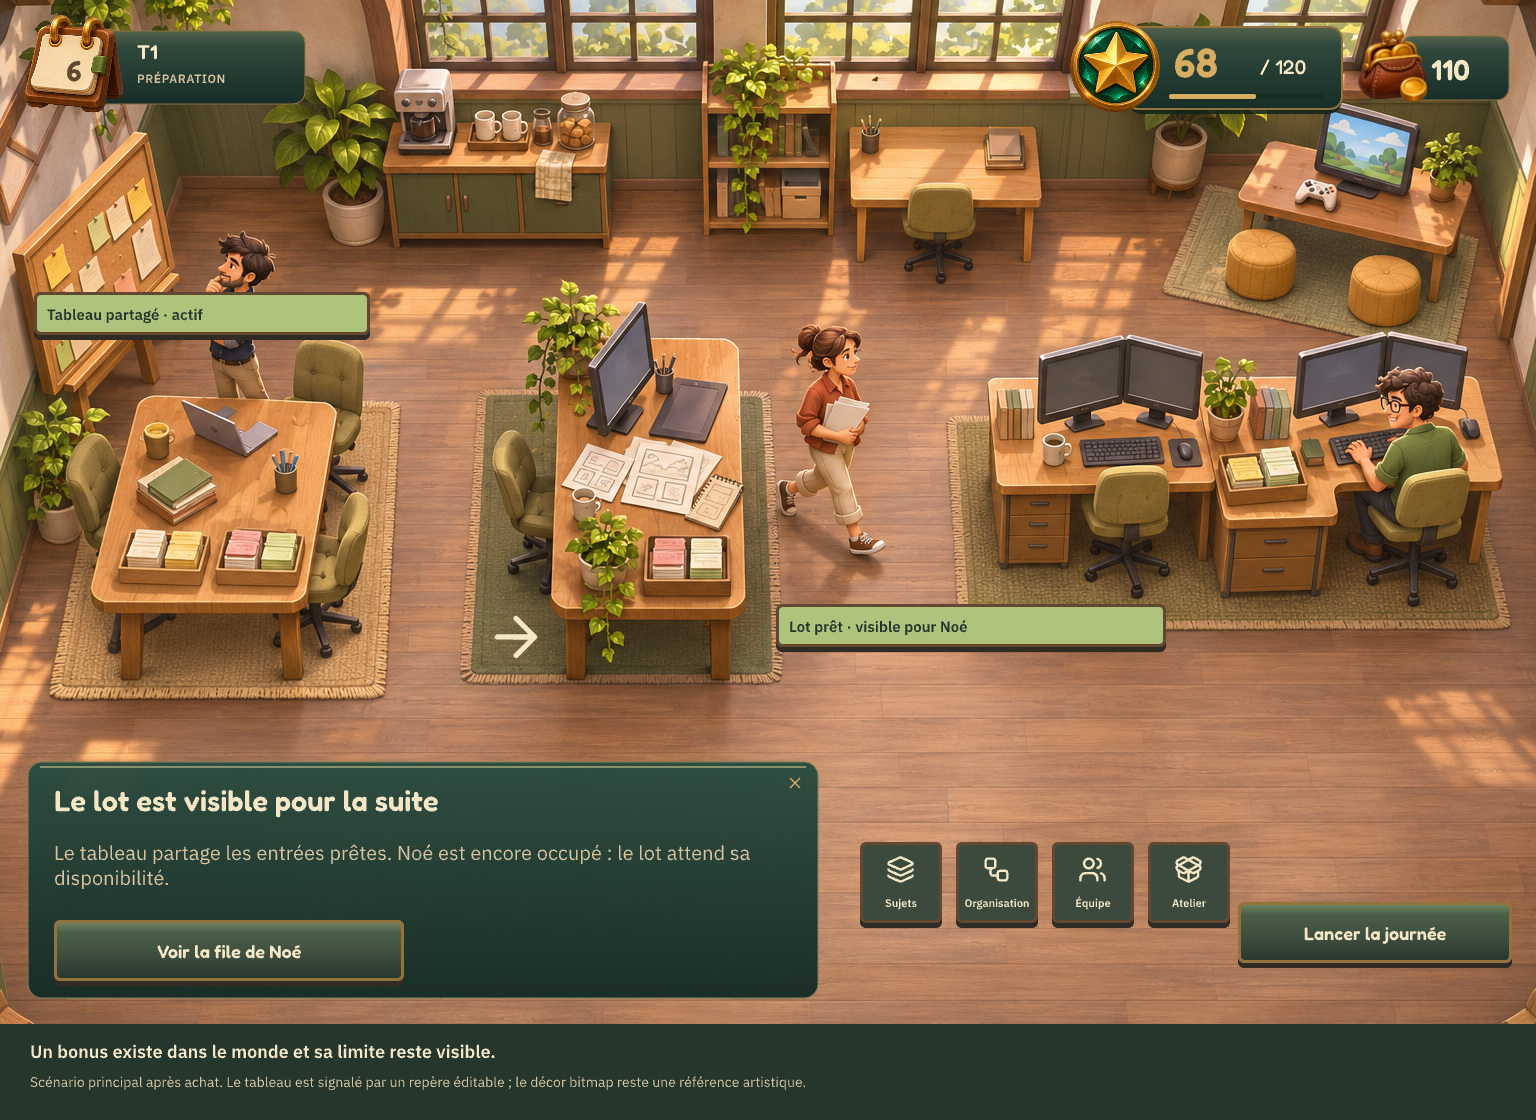 6
T1
PRÉPARATION
68
/ 120
110
Tableau partagé · actif
Lot prêt · visible pour Noé
Le lot est visible pour la suite
Le tableau partage les entrées prêtes. Noé est encore occupé : le lot attend sa
disponibilité.
Voir la file de Noé
Sujets
Organisation
Équipe
Atelier
Lancer la journée
Un bonus existe dans le monde et sa limite reste visible.
Scénario principal après achat. Le tableau est signalé par un repère éditable ; le décor bitmap reste une référence artistique.